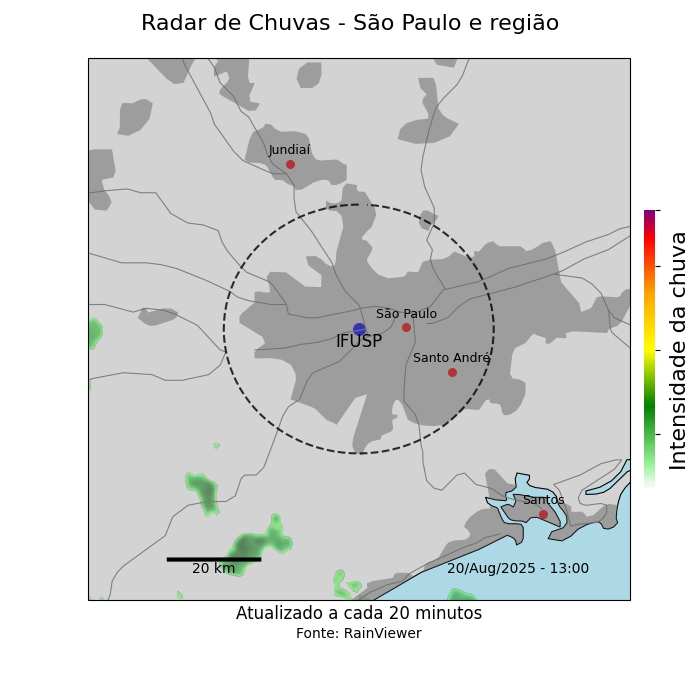 Radar de Chuvas - São Paulo e região
Jundiaí
São Paulo
IFUSP
Santo André
Santos
20 km
20/Aug/2025 - 13:00
Intensidade da chuva
Atualizado a cada 20 minutos
Fonte: RainViewer